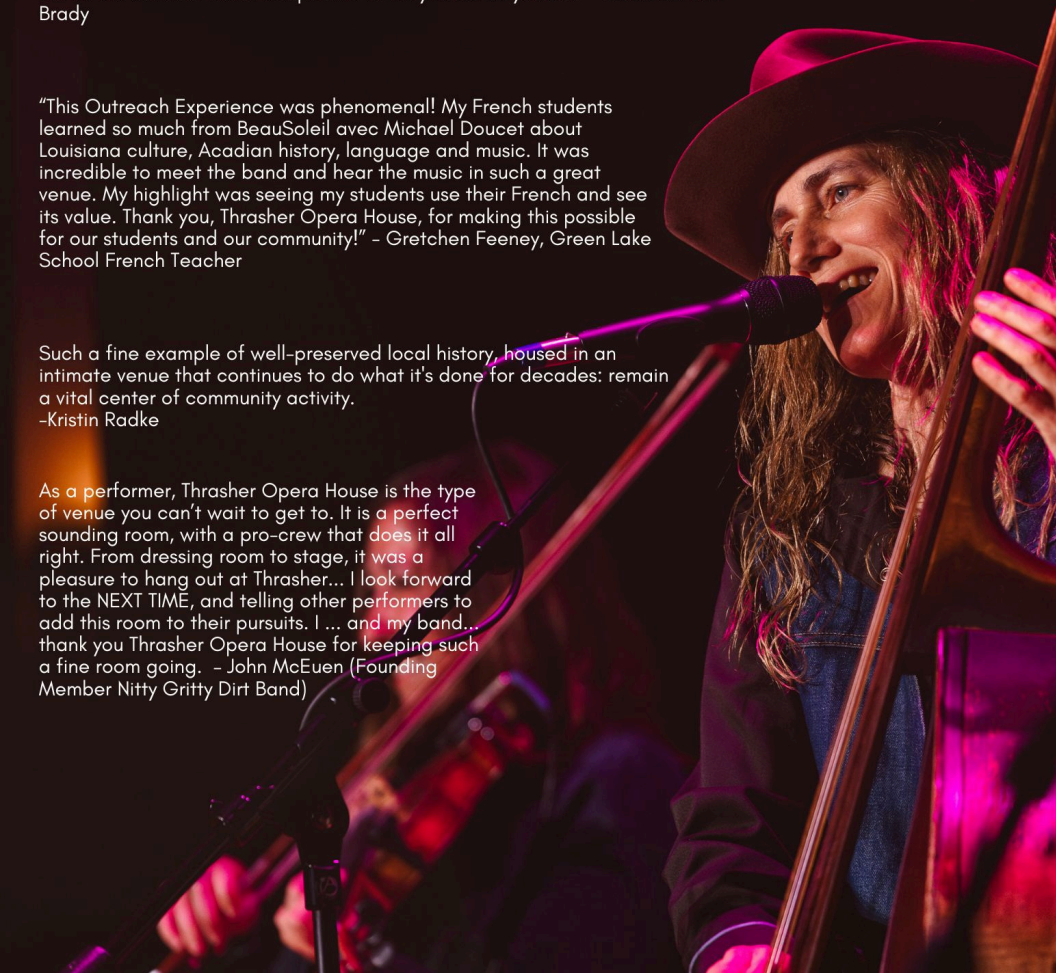 Brady
“This Outreach Experience was phenomenal! My French students
learned so much from BeauSoleil avec Michael Doucet about
Louisiana culture, Acadian history, language and music. It was
incredible to meet the band and hear the music in such a great
venue. My highlight was seeing my students use their French and see
its value. Thank you, Thrasher Opera House, for making this possible
for our students and our community!” - Gretchen Feeney, Green Lake
School French Teacher
Such a fine example of well-preserved local history, housed in an
intimate venue that continues to do what it's done for decades: remain
a vital center of community activity.
-Kristin Radke
As a performer, Thrasher Opera House is the type
of venue you can’t wait to get to. It is a perfect
sounding room, with a pro-crew that does it all
right. From dressing room to stage, it was a
pleasure to hang out at Thrasher... I look forward
to the NEXT TIME, and telling other performers to
add this room to their pursuits. I ... and my band...
thank you Thrasher Opera House for keeping such
a fine room going.  - John McEuen (Founding
Member Nitty Gritty Dirt Band)